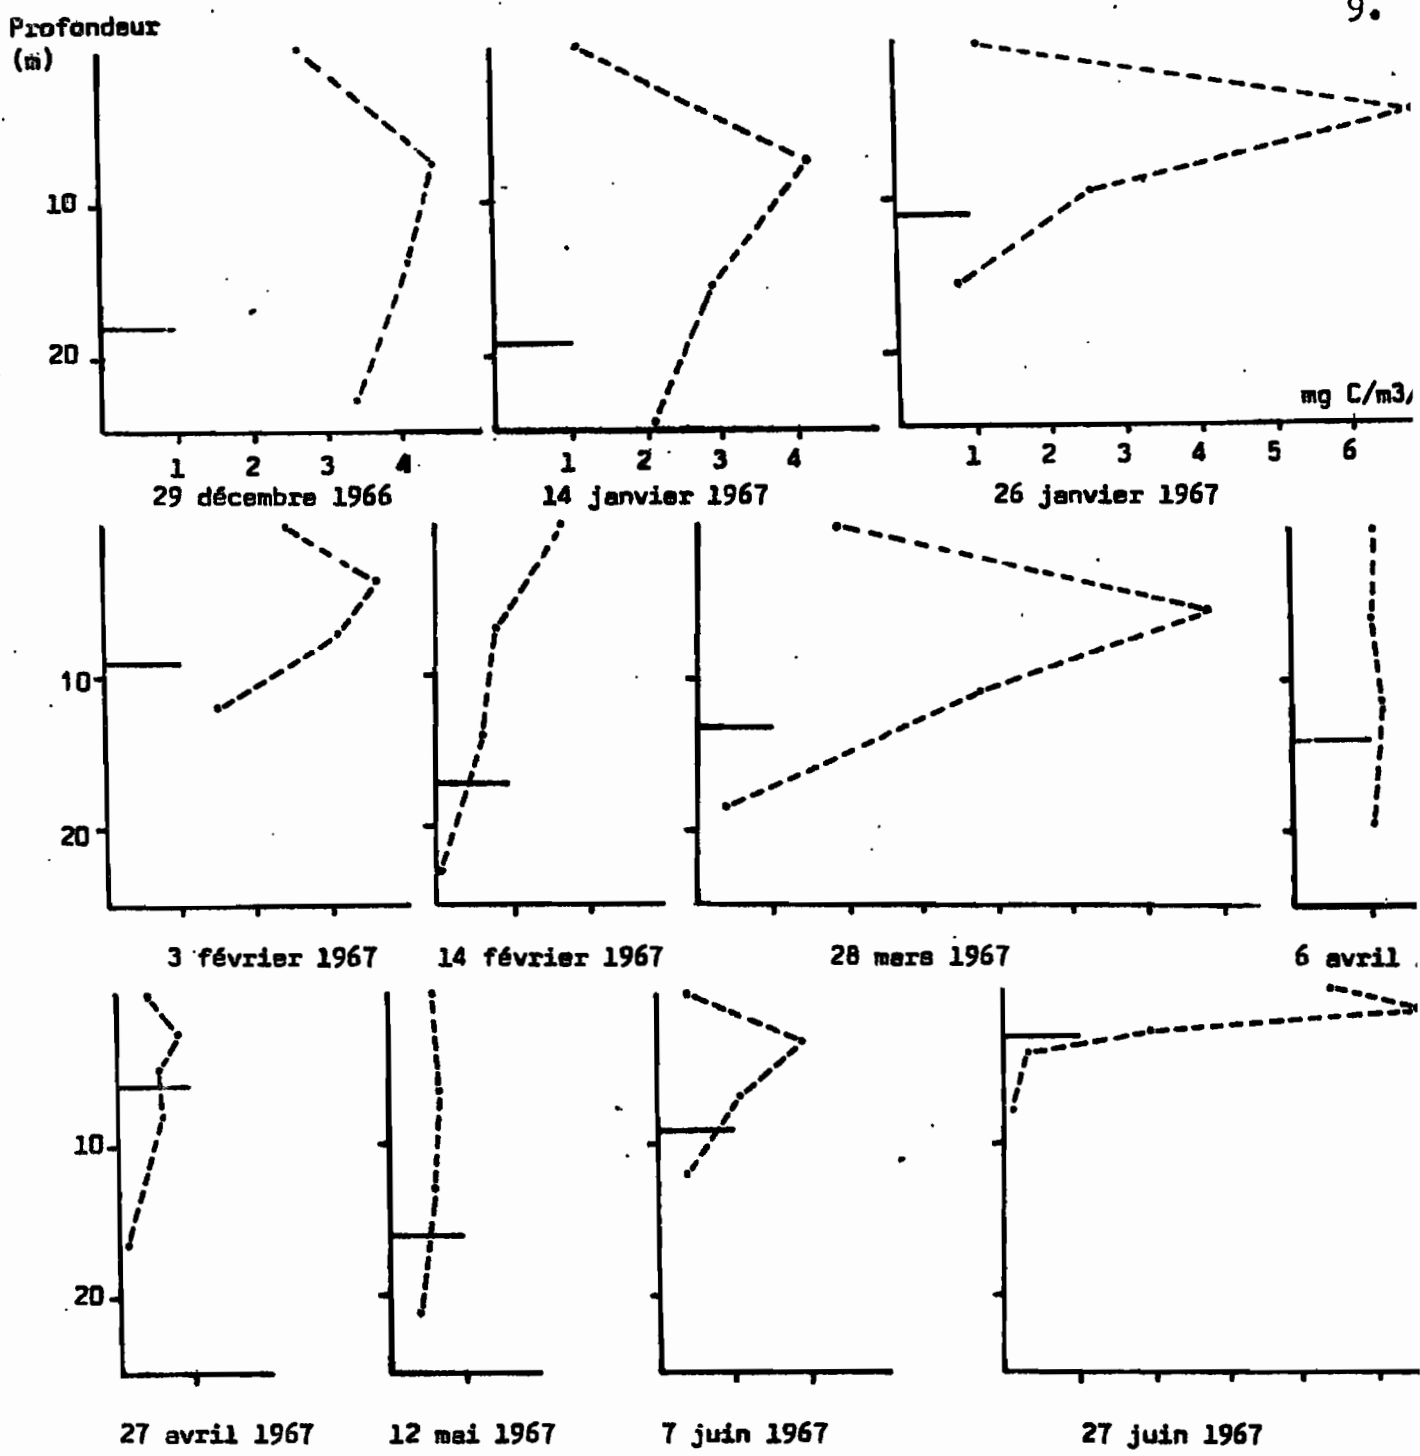 9.
Profondeur
(m)
10
20
mg C/m3/
1 2 3 4
1 2 3 4
1 2 3 4 5 6
29 décembre 1966
14 janvier 1967
26 janvier 1967
10
20
3 février 1967
14 février 1967
28 mars 1967
6 avril
10
20
27 avril 1967
12 mai 1967
7 juin 1967
27 juin 1967